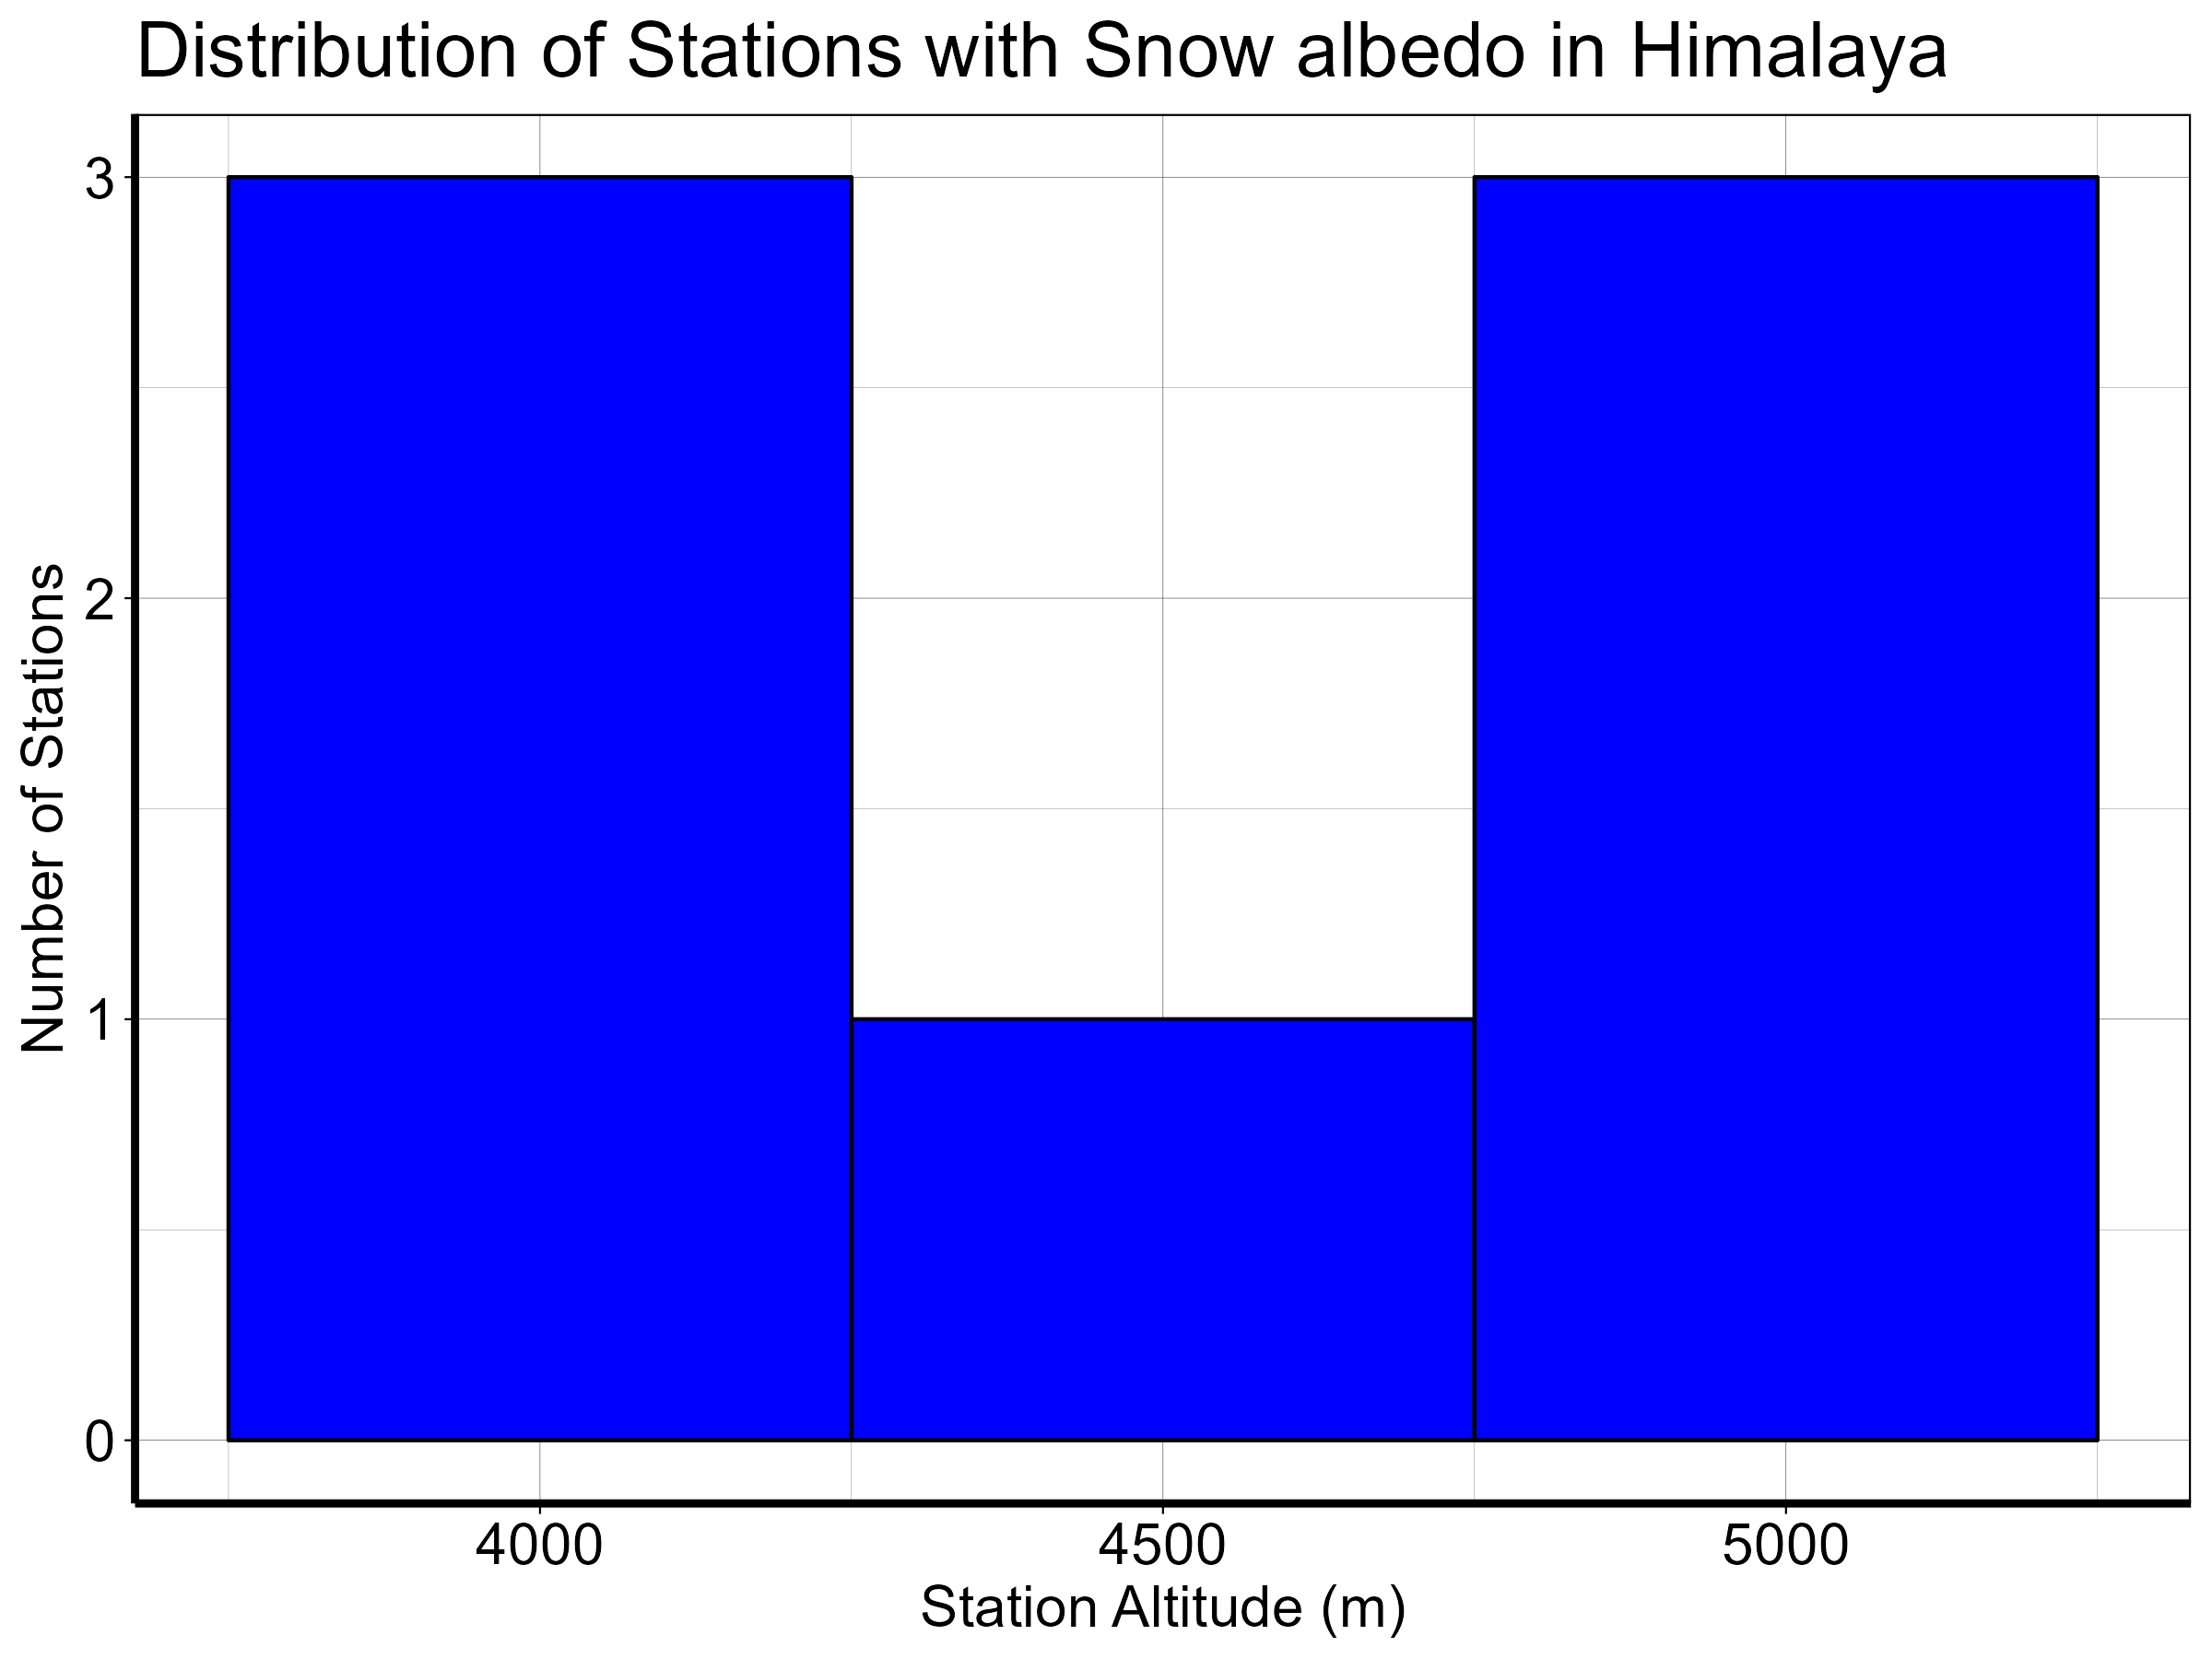 Distribution of Stations with Snow albedo in Himalaya
Number of Stations
3
2
1
0
4000 4500 5000
Station Altitude (m)